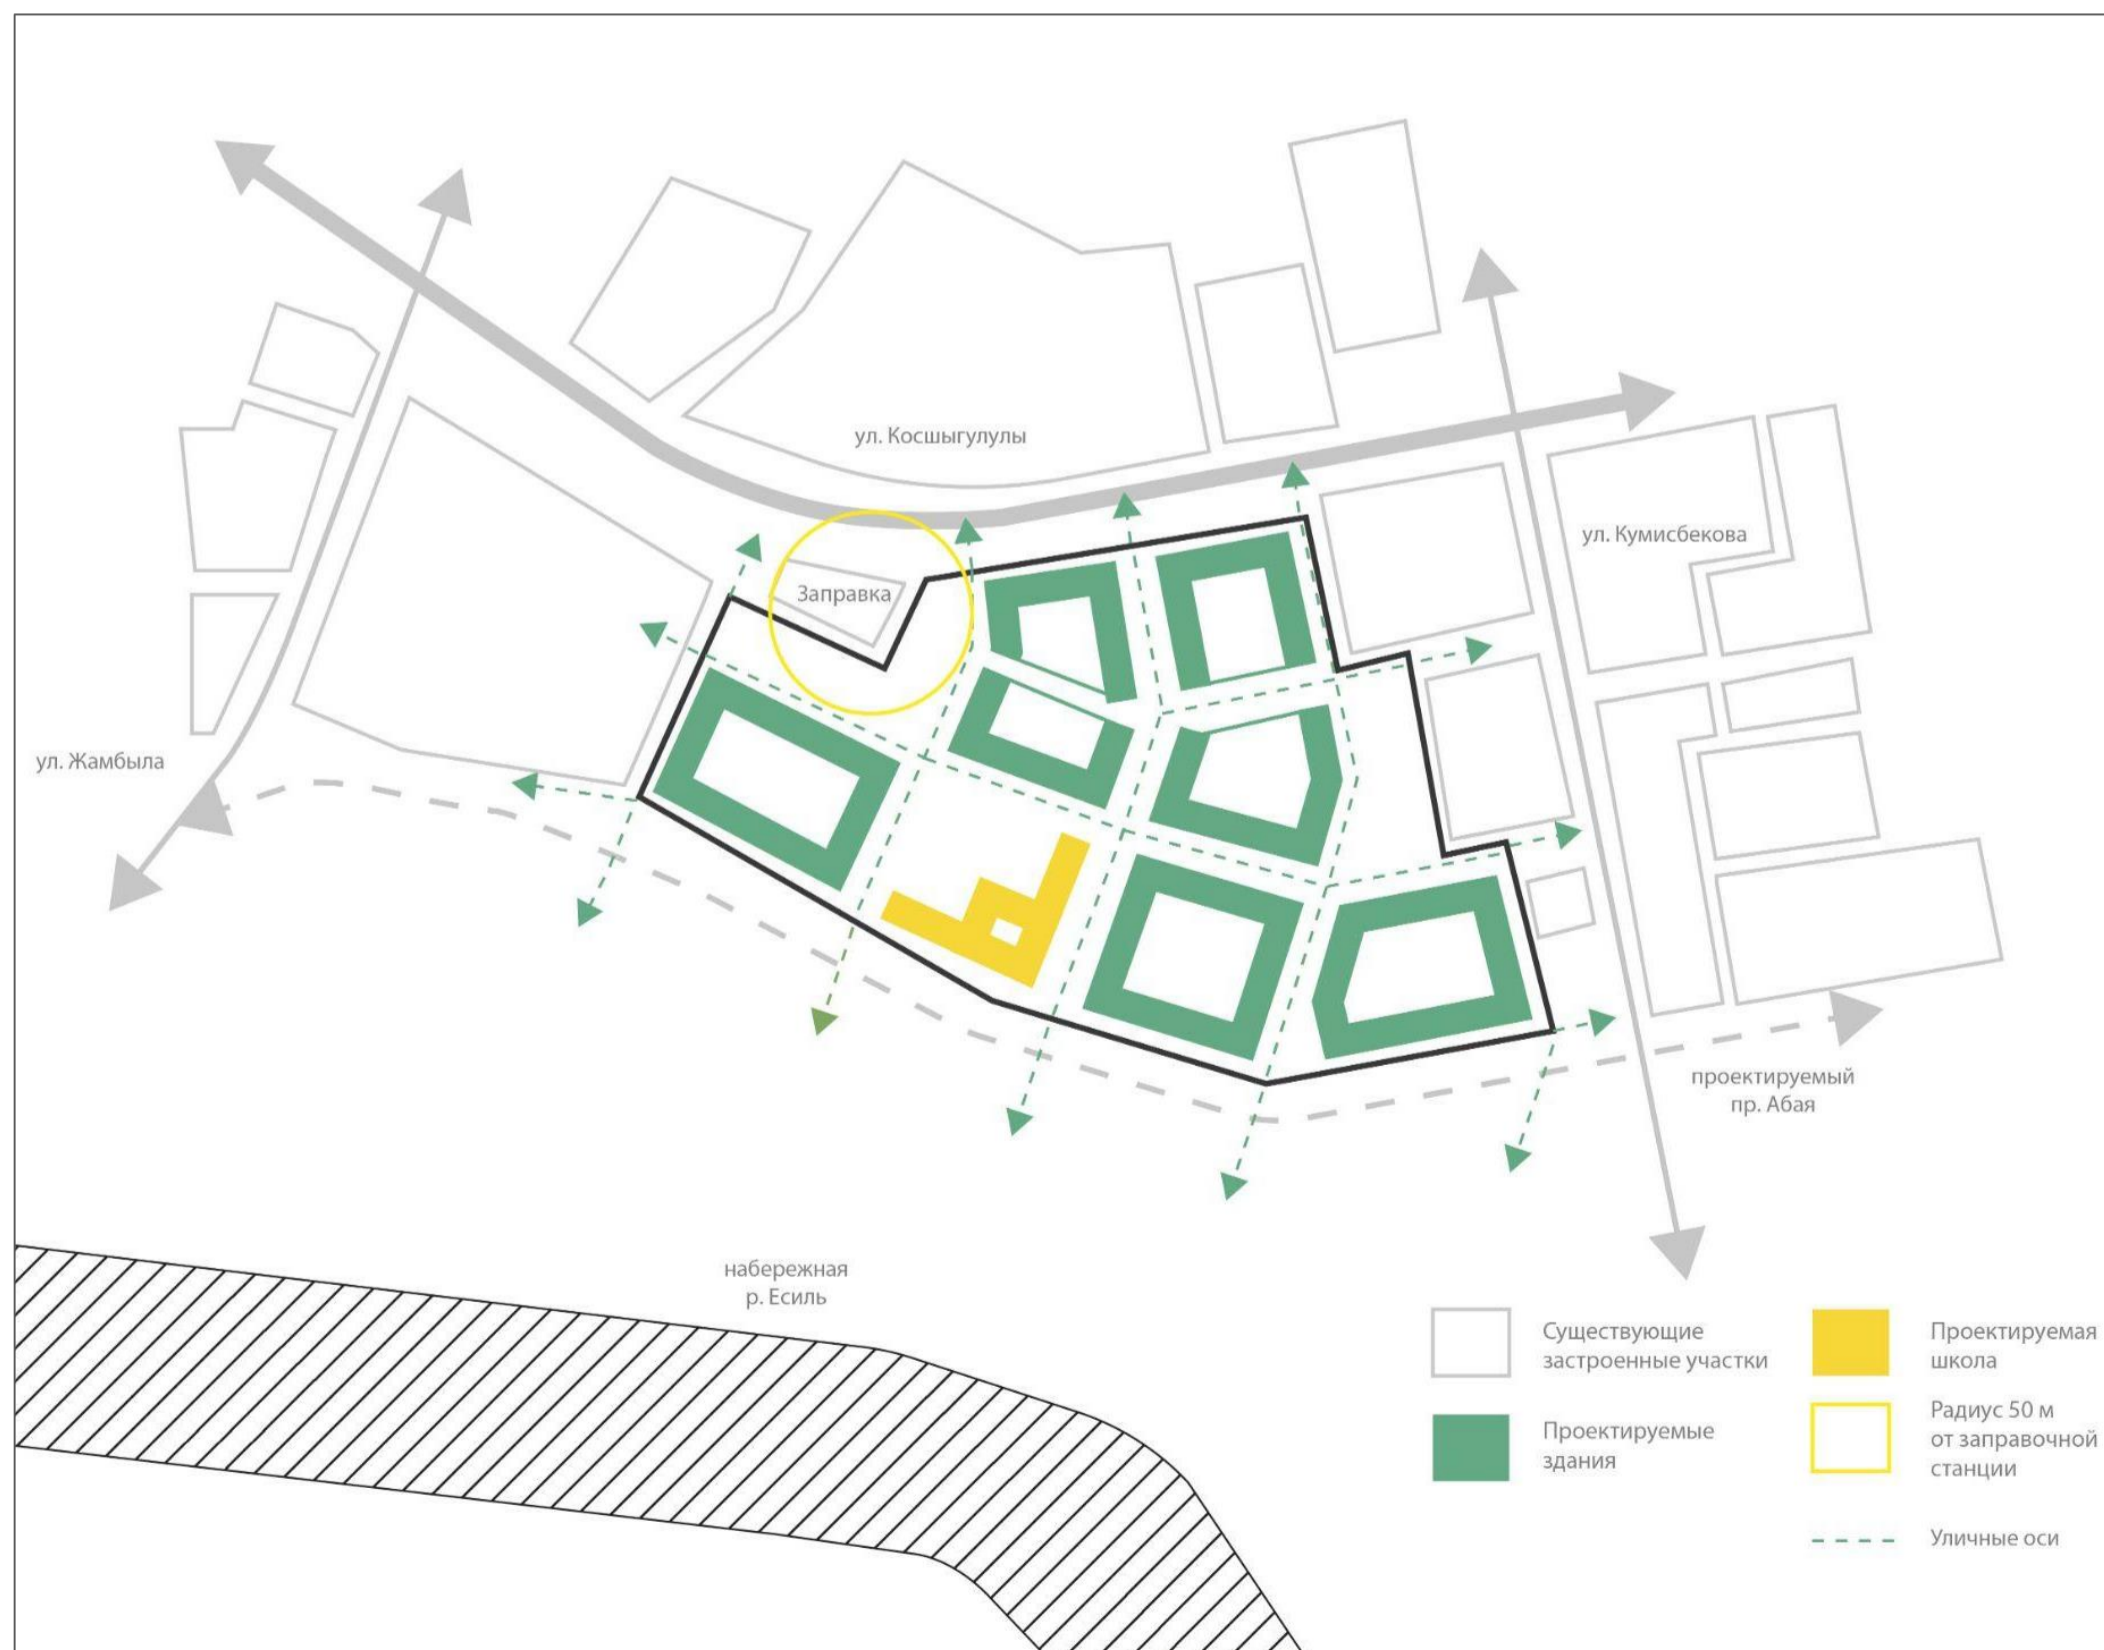 ул. Косшыгулулы
ул. Кумисбекова
Заправка
ул. Жамбыла
проектируемый
пр. Абая
набережная
р. Есиль
Существующие
застроенные участки
Проектируемые
здания
Проектируемая
школа
Радиус 50 м
от заправочной
станции
Уличные оси